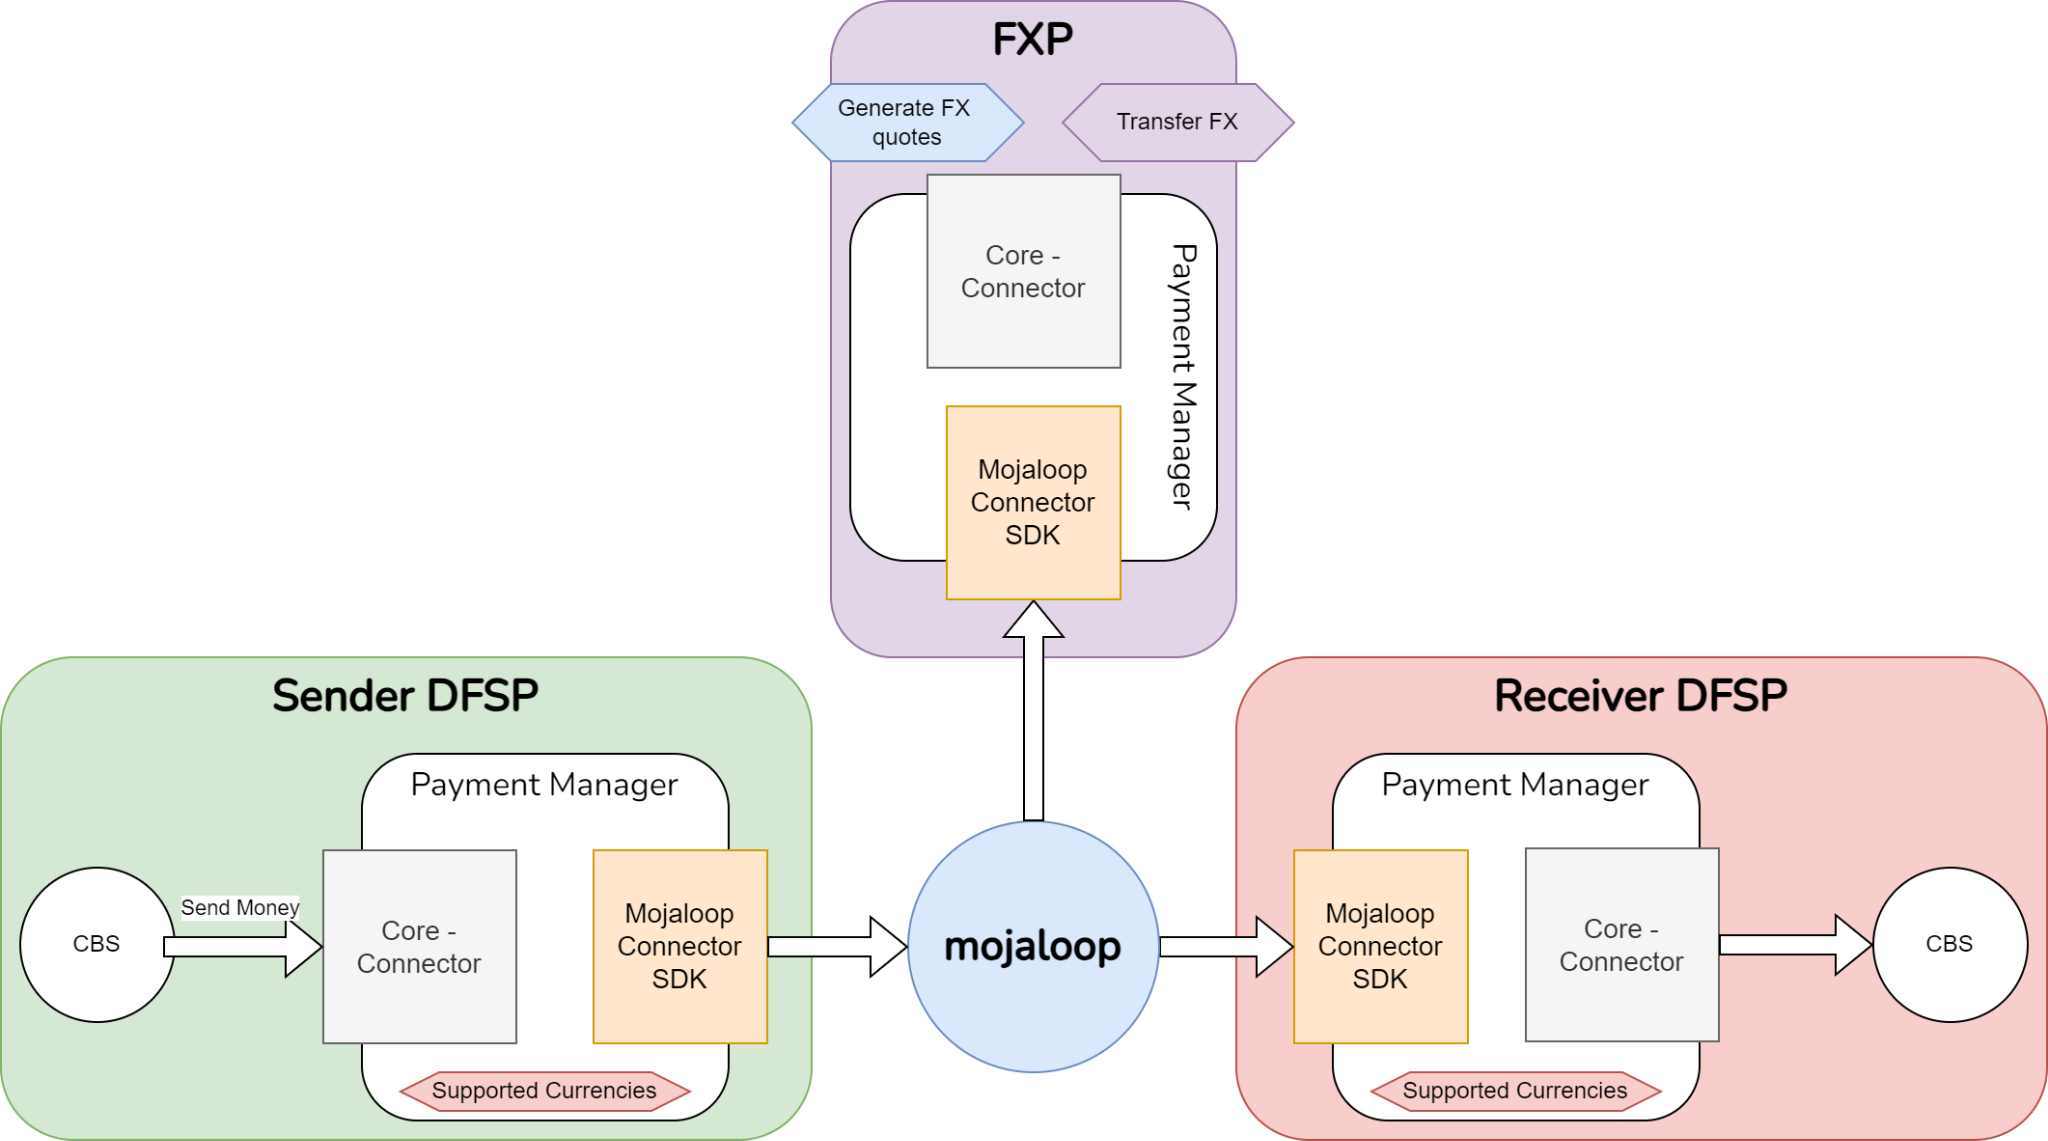 FXP
Generate FX
quotes
Transfer FX
Core -
Connector
Payment Manager
Mojaloop
Connector
SDK
Sender DFSP
Payment Manager
CBS
Send Money
Core -
Connector
Mojaloop
Connector
SDK
Supported Currencies
mojaloop
Receiver DFSP
Payment Manager
Mojaloop
Connector
SDK
Core -
Connector
CBS
Supported Currencies